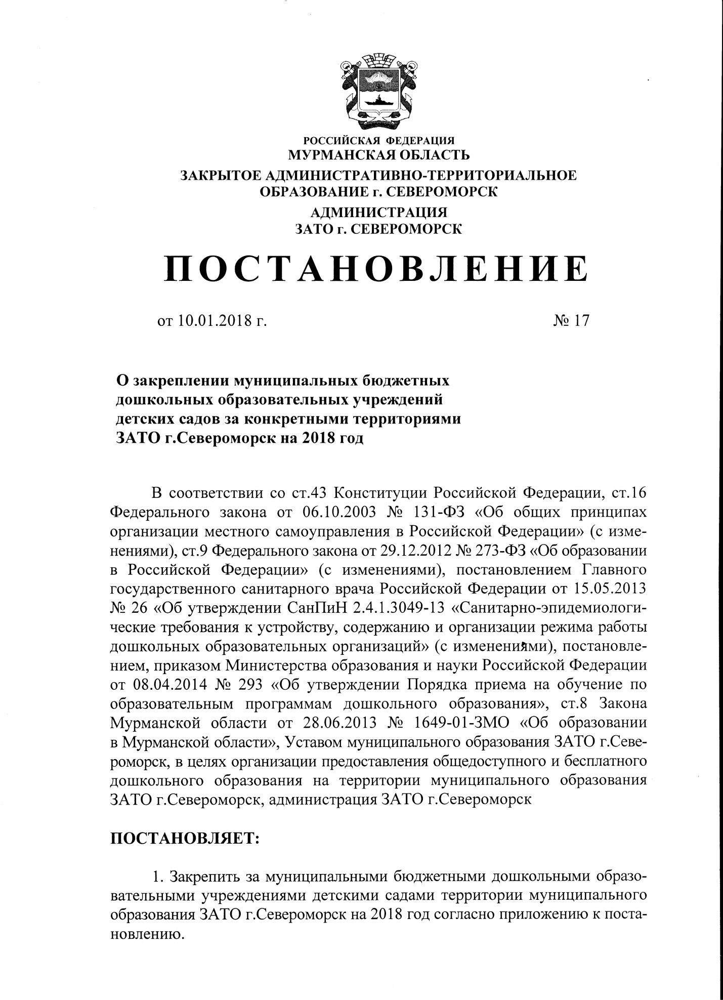 РОССИЙСКАЯ ФЕДЕРАЦИЯ
МУРМАНСКАЯ ОБЛАСТЬ
ЗАКРЫТОЕ АДМИНИСТРАТИВНО-ТЕРРИТОРИАЛЬНОЕ
ОБРАЗОВАНИЕ г. СЕВЕРОМОРСК
АДМИНИСТРАЦИЯ
ЗАТО г. СЕВЕРОМОРСК
ПОСТАНОВЛЕНИЕ
от 10.01.2018 г. № 17
О закреплении муниципальных бюджетных
дошкольных образовательных учреждений
детских садов за конкретными территориями
ЗАТО г.Североморск на 2018 год
В соответствии со ст.43 Конституции Российской Федерации, ст.16
Федерального закона от 06.10.2003 № 131-ФЗ «Об общих принципах
организации местного самоуправления в Российской Федерации» (с изме-
нениями), ст.9 Федерального закона от 29.12.2012 № 273-ФЗ «Об образовании
в Российской Федерации» (с изменениями), постановлением Главного
государственного санитарного врача Российской Федерации от 15.05.2013
№ 26 «Об утверждении СанПиН 2.4.1.3049-13 «Санитарно-эпидемиологи-
ческие требования к устройству, содержанию и организации режима работы
дошкольных образовательных организаций» (с изменениями), постановле-
нием, приказом Министерства образования и науки Российской Федерации
от 08.04.2014 № 293 «Об утверждении Порядка приема на обучение по
образовательным программам дошкольного образования», ст.8 Закона
Мурманской области от 28.06.2013 № 1649-01-ЗМО «Об образовании
в Мурманской области», Уставом муниципального образования ЗАТО г.Севе-
роморск, в целях организации предоставления общедоступного и бесплатного
дошкольного образования на территории муниципального образования
ЗАТО г.Североморск, администрация ЗАТО г.Североморск
ПОСТАНОВЛЯЕТ:
1. Закрепить за муниципальными бюджетными дошкольными образо-
вательными учреждениями детскими садами территории муниципального
образования ЗАТО г.Североморск на 2018 год согласно приложению к поста-
новлению.